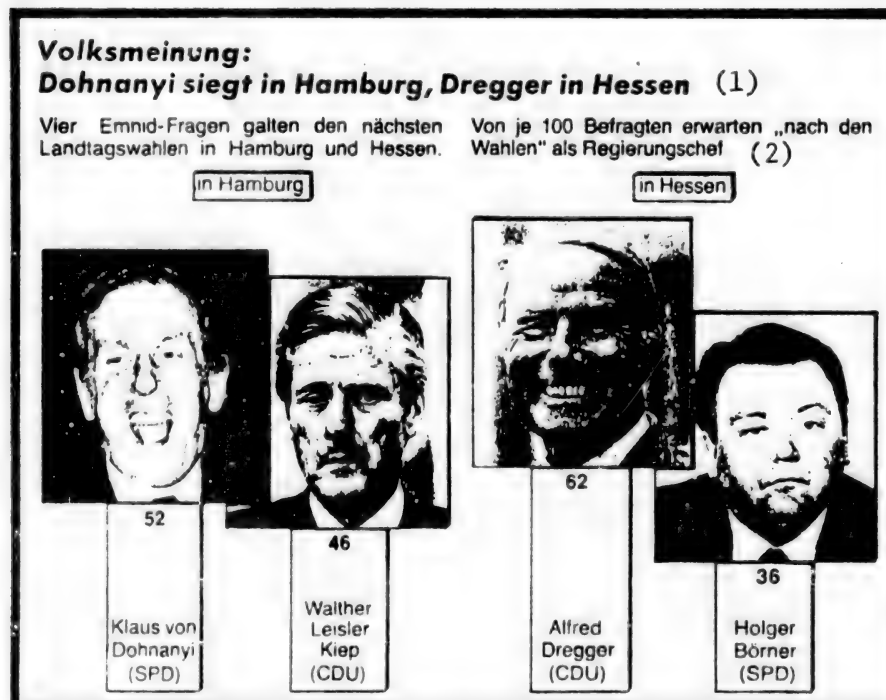 Volksmeinung:
Dohnanyi siegt in Hamburg, Dregger in Hessen (1)
Vier Emnid-Fragen galten den nächsten
Landtagswahlen in Hamburg und Hessen.
Von je 100 Befragten erwarten „nach den
Wahlen" als Regierungschef (2)
in Hamburg
in Hessen
52
46
62
36
Klaus von
Dohnanyi
(SPD)
Walther
Leisler
Kiep
(CDU)
Alfred
Dregger
(CDU)
Holger
Börner
(SPD)